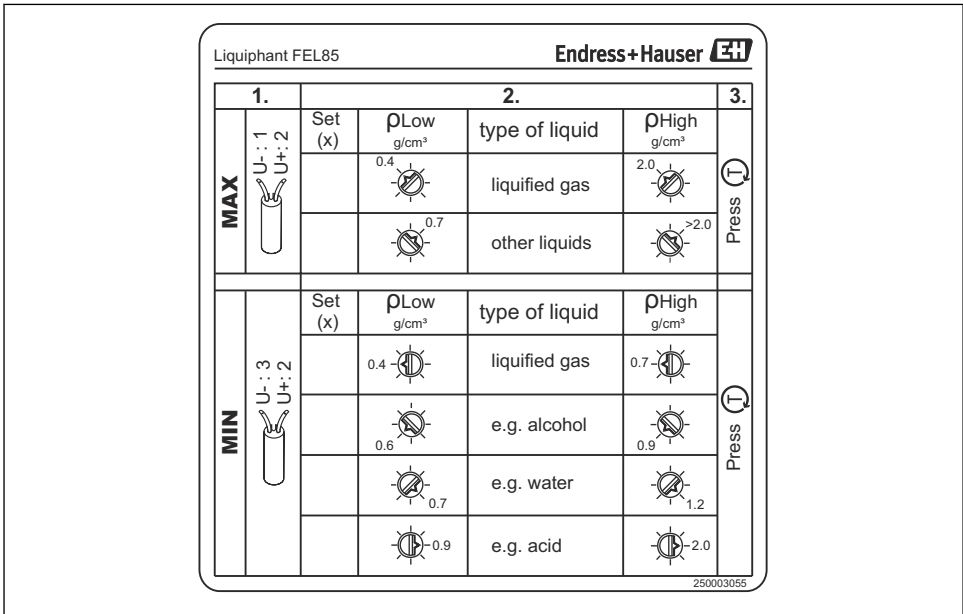 Liquiphant FEL85
Endress+Hauser EH
1. 2. 3.
MAX
U- : 1
U+: 2
Set (x) ρLow g/cm³ type of liquid ρHigh g/cm³
0.4 liquified gas 2.0
0.7 other liquids >2.0
Press T
MIN
U- : 3
U+: 2
Set (x) ρLow g/cm³ type of liquid ρHigh g/cm³
0.4 liquified gas 0.7
0.6 e.g. alcohol 0.9
0.7 e.g. water 1.2
0.9 e.g. acid 2.0
Press T
250003055